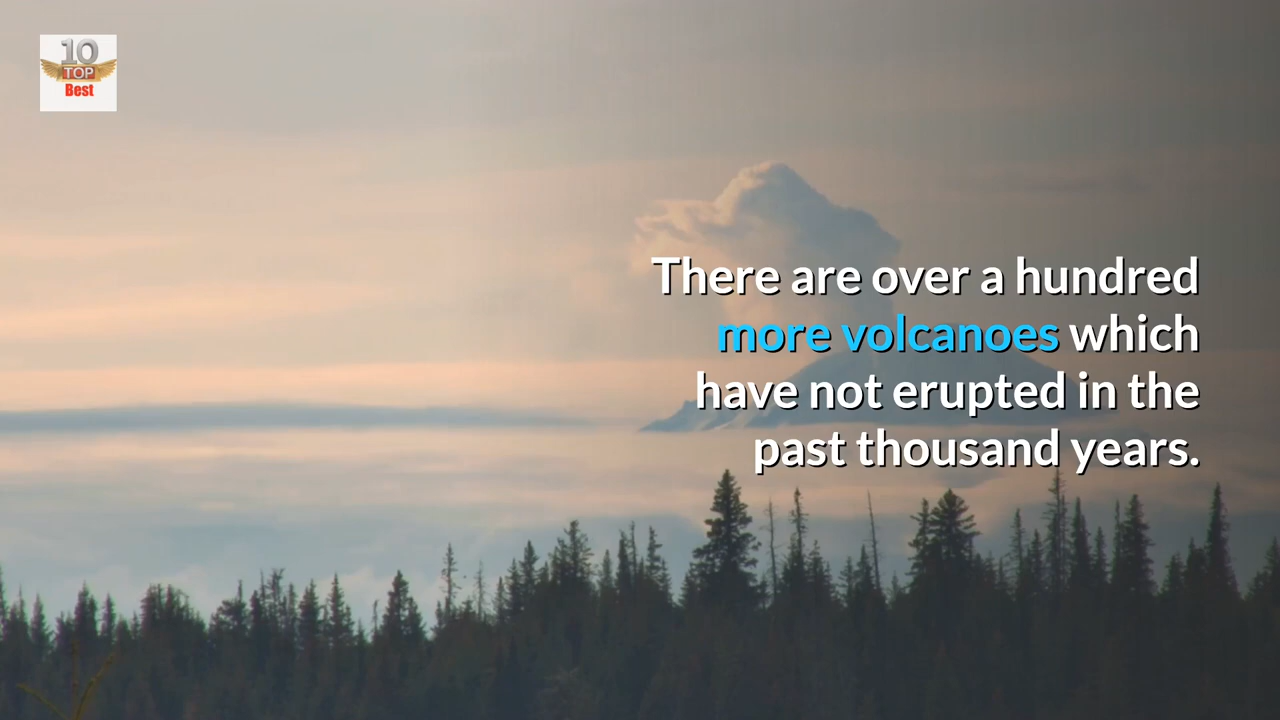 10
TOP
Best
There are over a hundred
more volcanoes which
have not erupted in the
past thousand years.